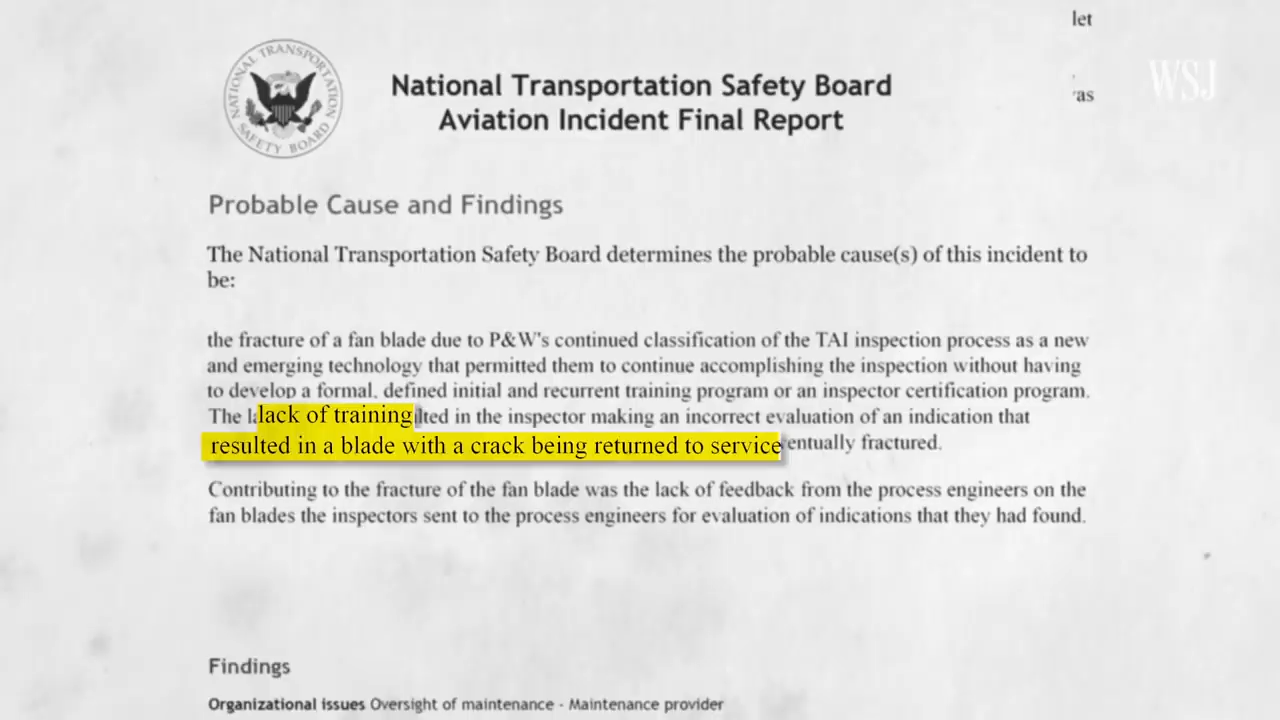 let
WSJ
as
NATIONAL TRANSPORTATION SAFETY BOARD
National Transportation Safety Board
Aviation Incident Final Report
Probable Cause and Findings
The National Transportation Safety Board determines the probable cause(s) of this incident to
be:
the fracture of a fan blade due to P&W's continued classification of the TAI inspection process as a new
and emerging technology that permitted them to continue accomplishing the inspection without having
to develop a formal, defined initial and recurrent training program or an inspector certification program.
The la lack of training lted in the inspector making an incorrect evaluation of an indication that
resulted in a blade with a crack being returned to service entually fractured.
Contributing to the fracture of the fan blade was the lack of feedback from the process engineers on the
fan blades the inspectors sent to the process engineers for evaluation of indications that they had found.
Findings
Organizational issues Oversight of maintenance - Maintenance provider